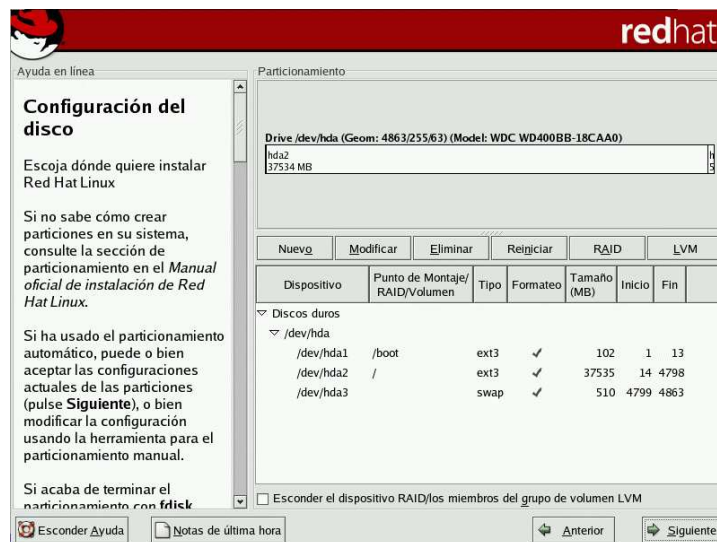 redhat
Ayuda en línea
Configuración del
disco
Escoja dónde quiere instalar
Red Hat Linux
Si no sabe cómo crear
particiones en su sistema,
consulte la sección de
particionamiento en el Manual
oficial de instalación de Red
Hat Linux.
Si ha usado el particionamiento
automático, puede o bien
aceptar las configuraciones
actuales de las particiones
(pulse Siguiente), o bien
modificar la configuración
usando la herramienta para el
particionamiento manual.
Si acaba de terminar el
particionamiento con fdisk
Particionamiento
Drive /dev/hda (Geom: 4863/255/63) (Model: WDC WD400BB-18CAA0)
hda2 h
37534 MB 5
Nuevo Modificar Eliminar Reiniciar RAID LVM
Dispositivo Punto de Montaje/ RAID/Volumen Tipo Formateo Tamaño (MB) Inicio Fin
Discos duros
/dev/hda
/dev/hda1 /boot ext3 102 1 13
/dev/hda2 / ext3 37535 14 4798
/dev/hda3 swap 510 4799 4863
Esconder el dispositivo RAID/los miembros del grupo de volumen LVM
Esconder Ayuda Notas de última hora Anterior Siguiente